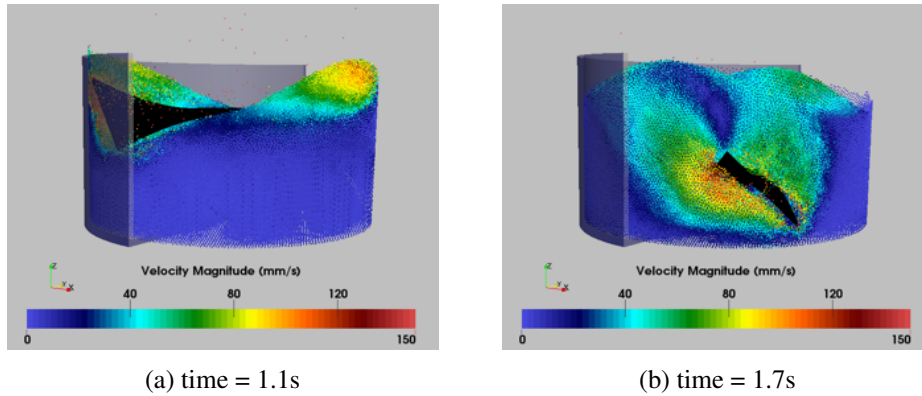 Z
Y
X
Velocity Magnitude (mm/s)
40
80
120
0
150
(a) time = 1.1s
Z
Y
X
Velocity Magnitude (mm/s)
40
80
120
0
150
(b) time = 1.7s